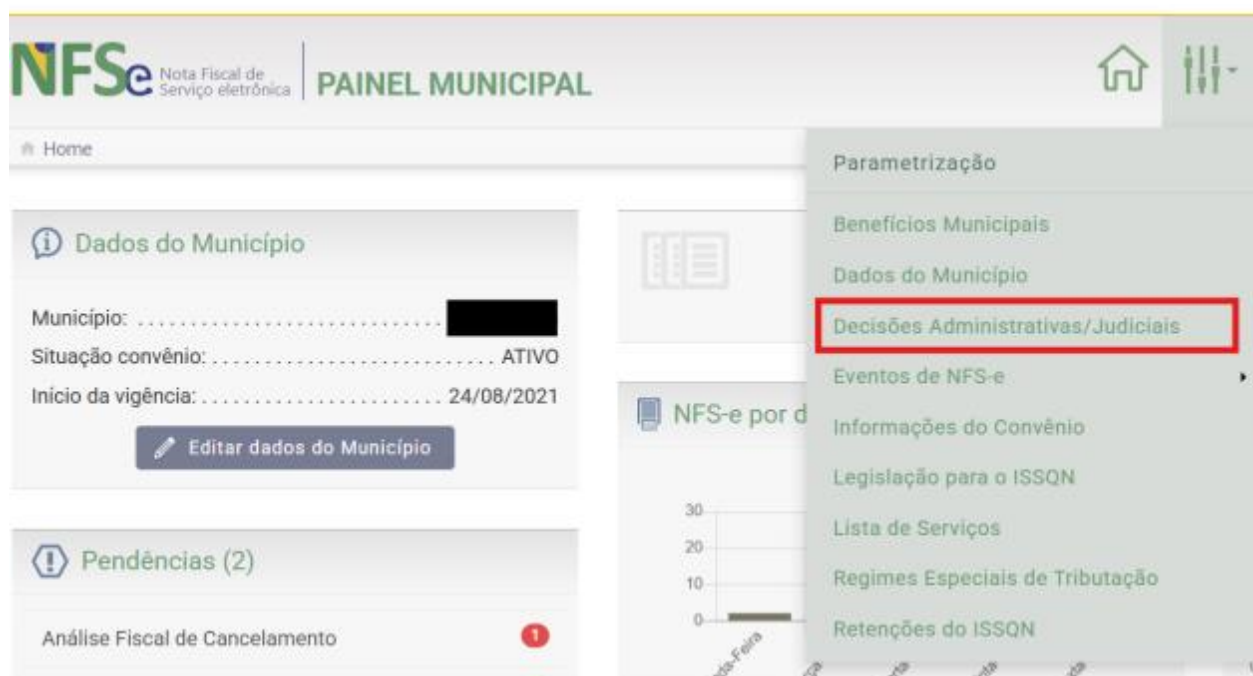 NFSe Nota Fiscal de
Serviço eletrônica
PAINEL MUNICIPAL
Home
Dados do Município
Município:
Situação convênio: ATIVO
Início da vigência: 24/08/2021
Editar dados do Município
Pendências (2)
Análise Fiscal de Cancelamento 1
NFS-e por d
30
20
10
0
Parametrização
Benefícios Municipais
Dados do Município
Decisões Administrativas/Judiciais
Eventos de NFS-e
Informações do Convênio
Legislação para o ISSQN
Lista de Serviços
Regimes Especiais de Tributação
Retenções do ISSQN